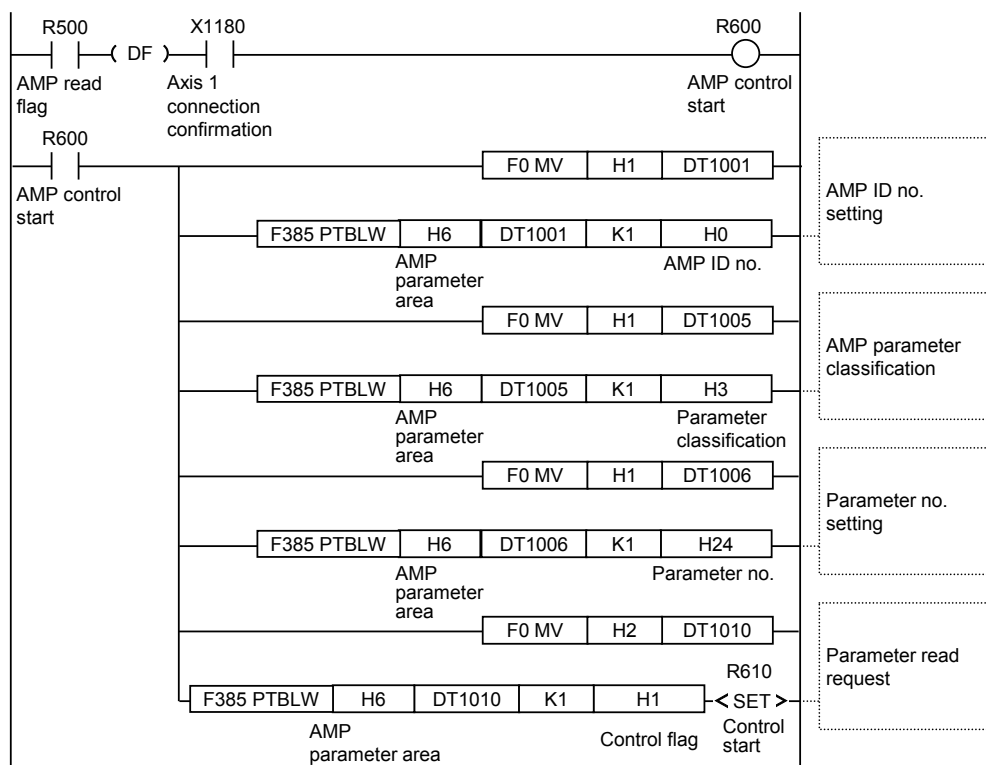 R500 X1180 R600
DF
AMP read
flag
Axis 1
connection
confirmation
AMP control
start
R600
AMP control
start
F0 MV H1 DT1001
F385 PTBLW H6 DT1001 K1 H0
AMP
parameter
area
AMP ID no.
AMP ID no.
setting
F0 MV H1 DT1005
F385 PTBLW H6 DT1005 K1 H3
AMP
parameter
area
Parameter
classification
AMP parameter
classification
F0 MV H1 DT1006
F385 PTBLW H6 DT1006 K1 H24
AMP
parameter
area
Parameter no.
Parameter no.
setting
F0 MV H2 DT1010
R610
F385 PTBLW H6 DT1010 K1 H1 SET
AMP
parameter area
Control flag
Control
start
Parameter read
request